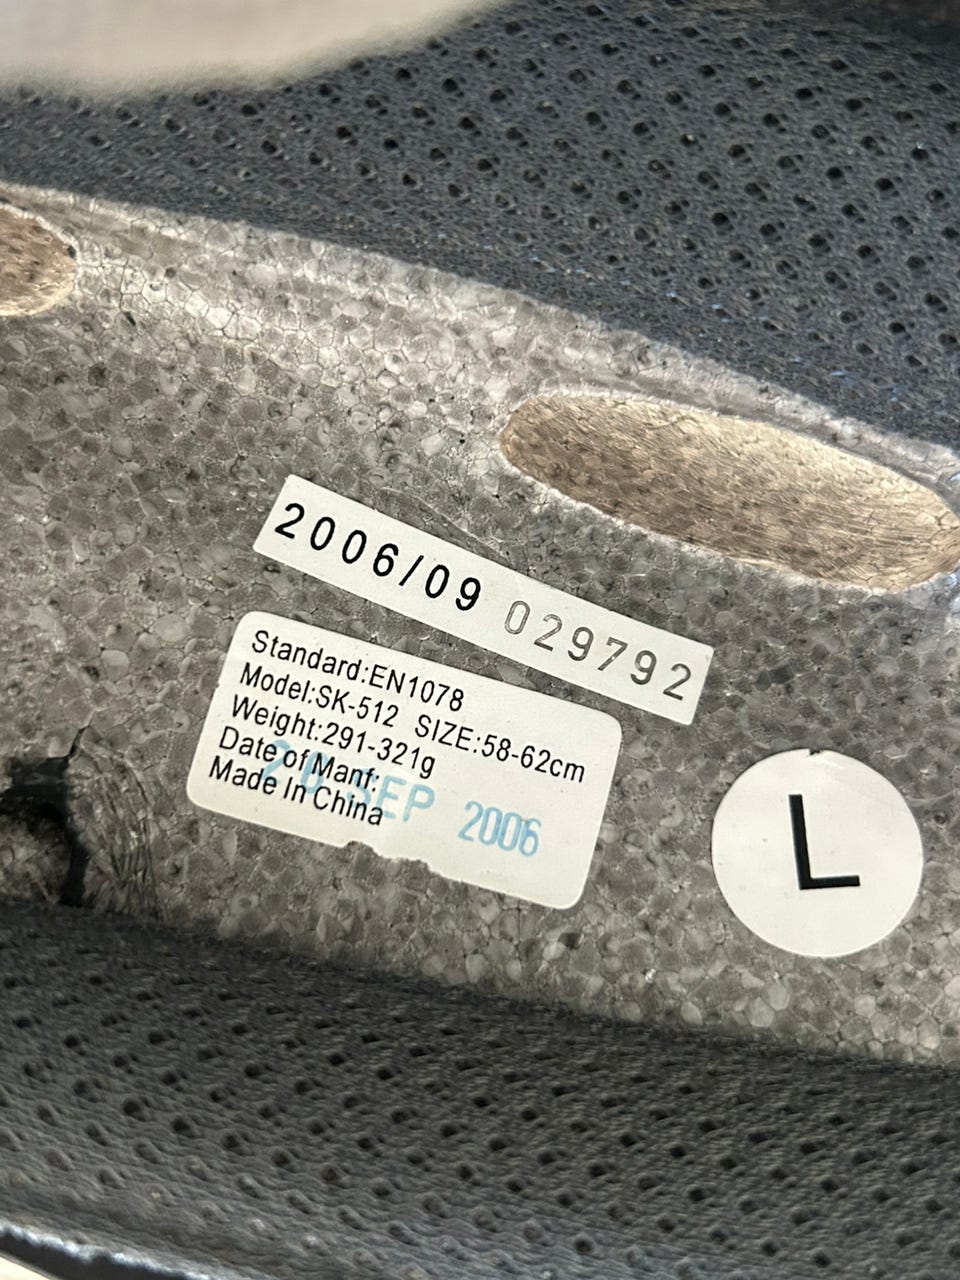 2006/09 029792
Standard:EN1078
Model:SK-512 SIZE:58-62cm
Weight:291-321g
Date of Manf: SEP 2006
Made In China
L